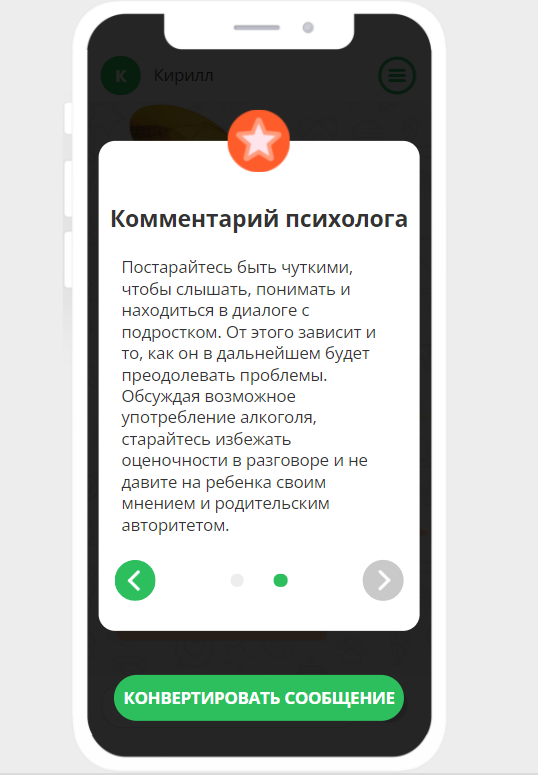 К
Кирилл
Комментарий психолога
Постарайтесь быть чуткими,
чтобы слышать, понимать и
находиться в диалоге с
подростком. От этого зависит и
то, как он в дальнейшем будет
преодолевать проблемы.
Обсуждая возможное
употребление алкоголя,
старайтесь избежать
оценочности в разговоре и не
давите на ребенка своим
мнением и родительским
авторитетом.
КОНВЕРТИРОВАТЬ СООБЩЕНИЕ